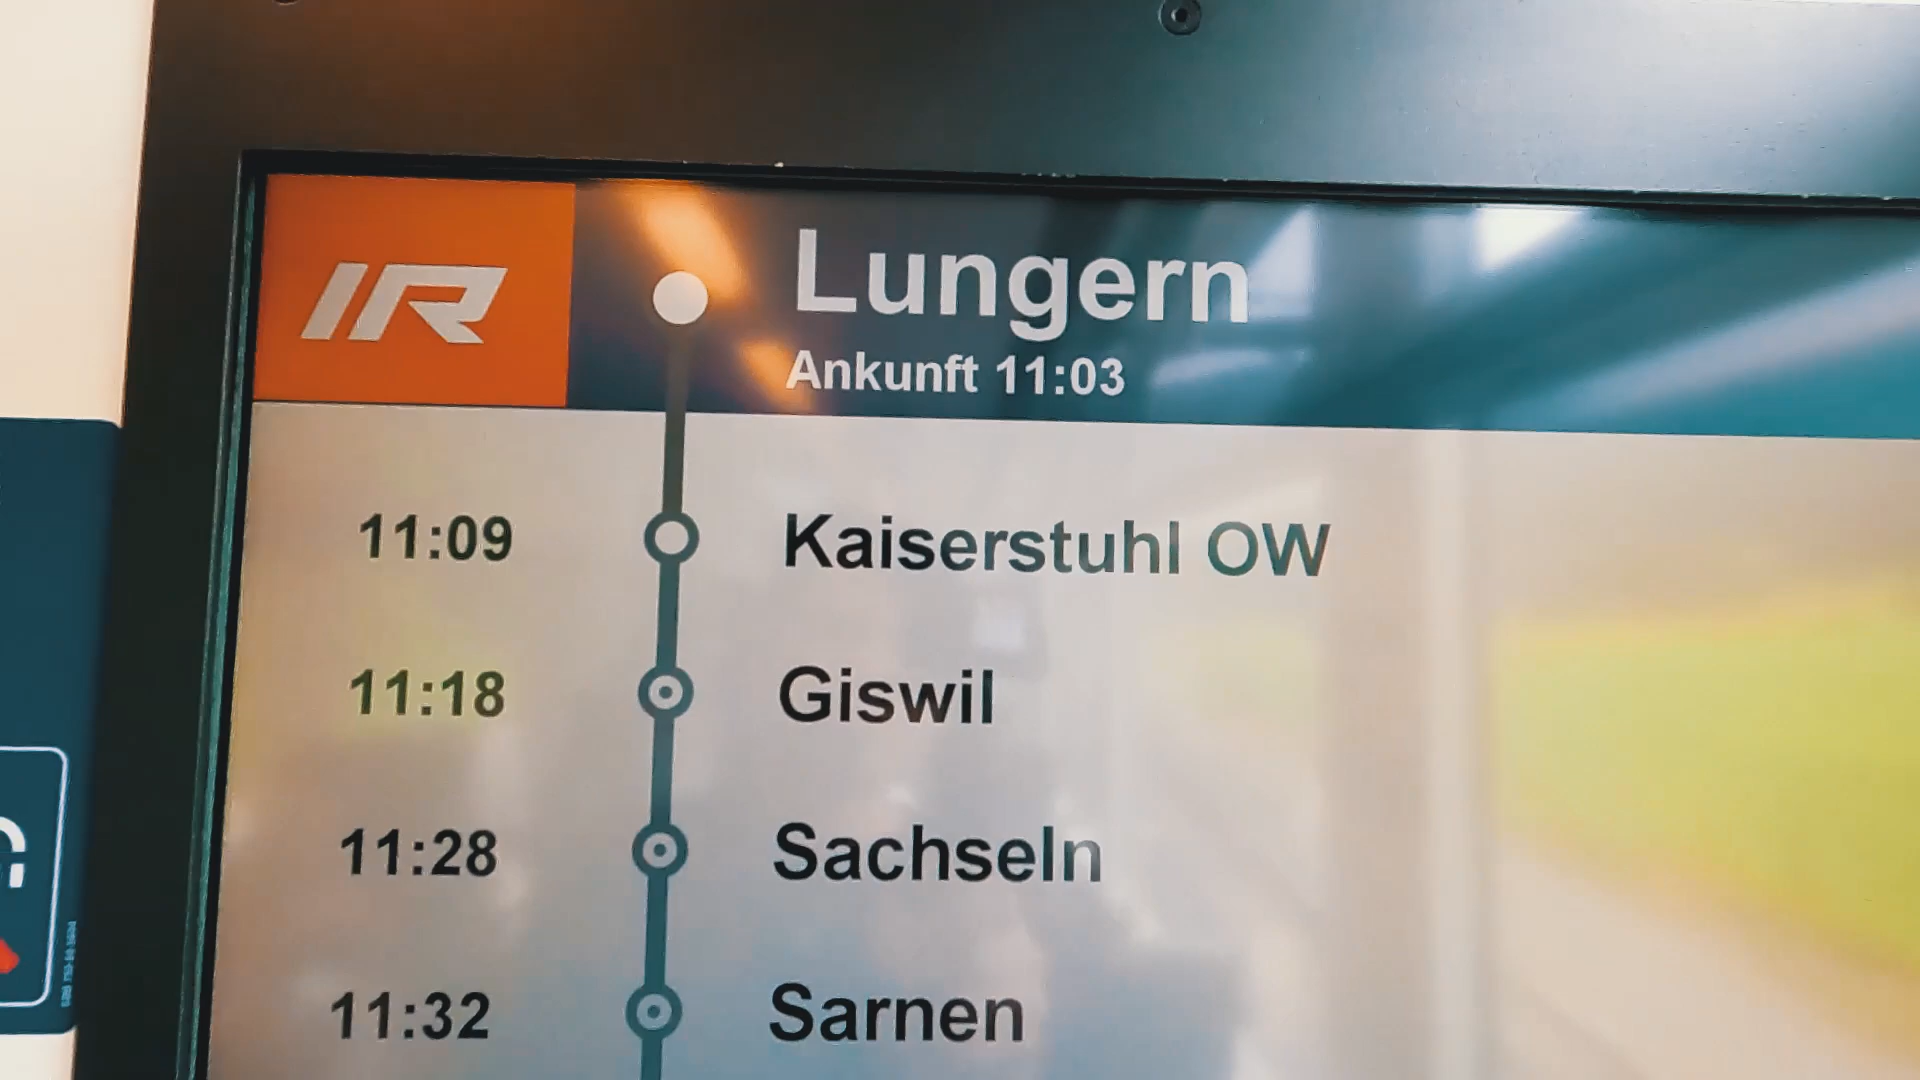 IR
Lungern
Ankunft 11:03
11:09 Kaiserstuhl OW
11:18 Giswil
11:28 Sachseln
11:32 Sarnen